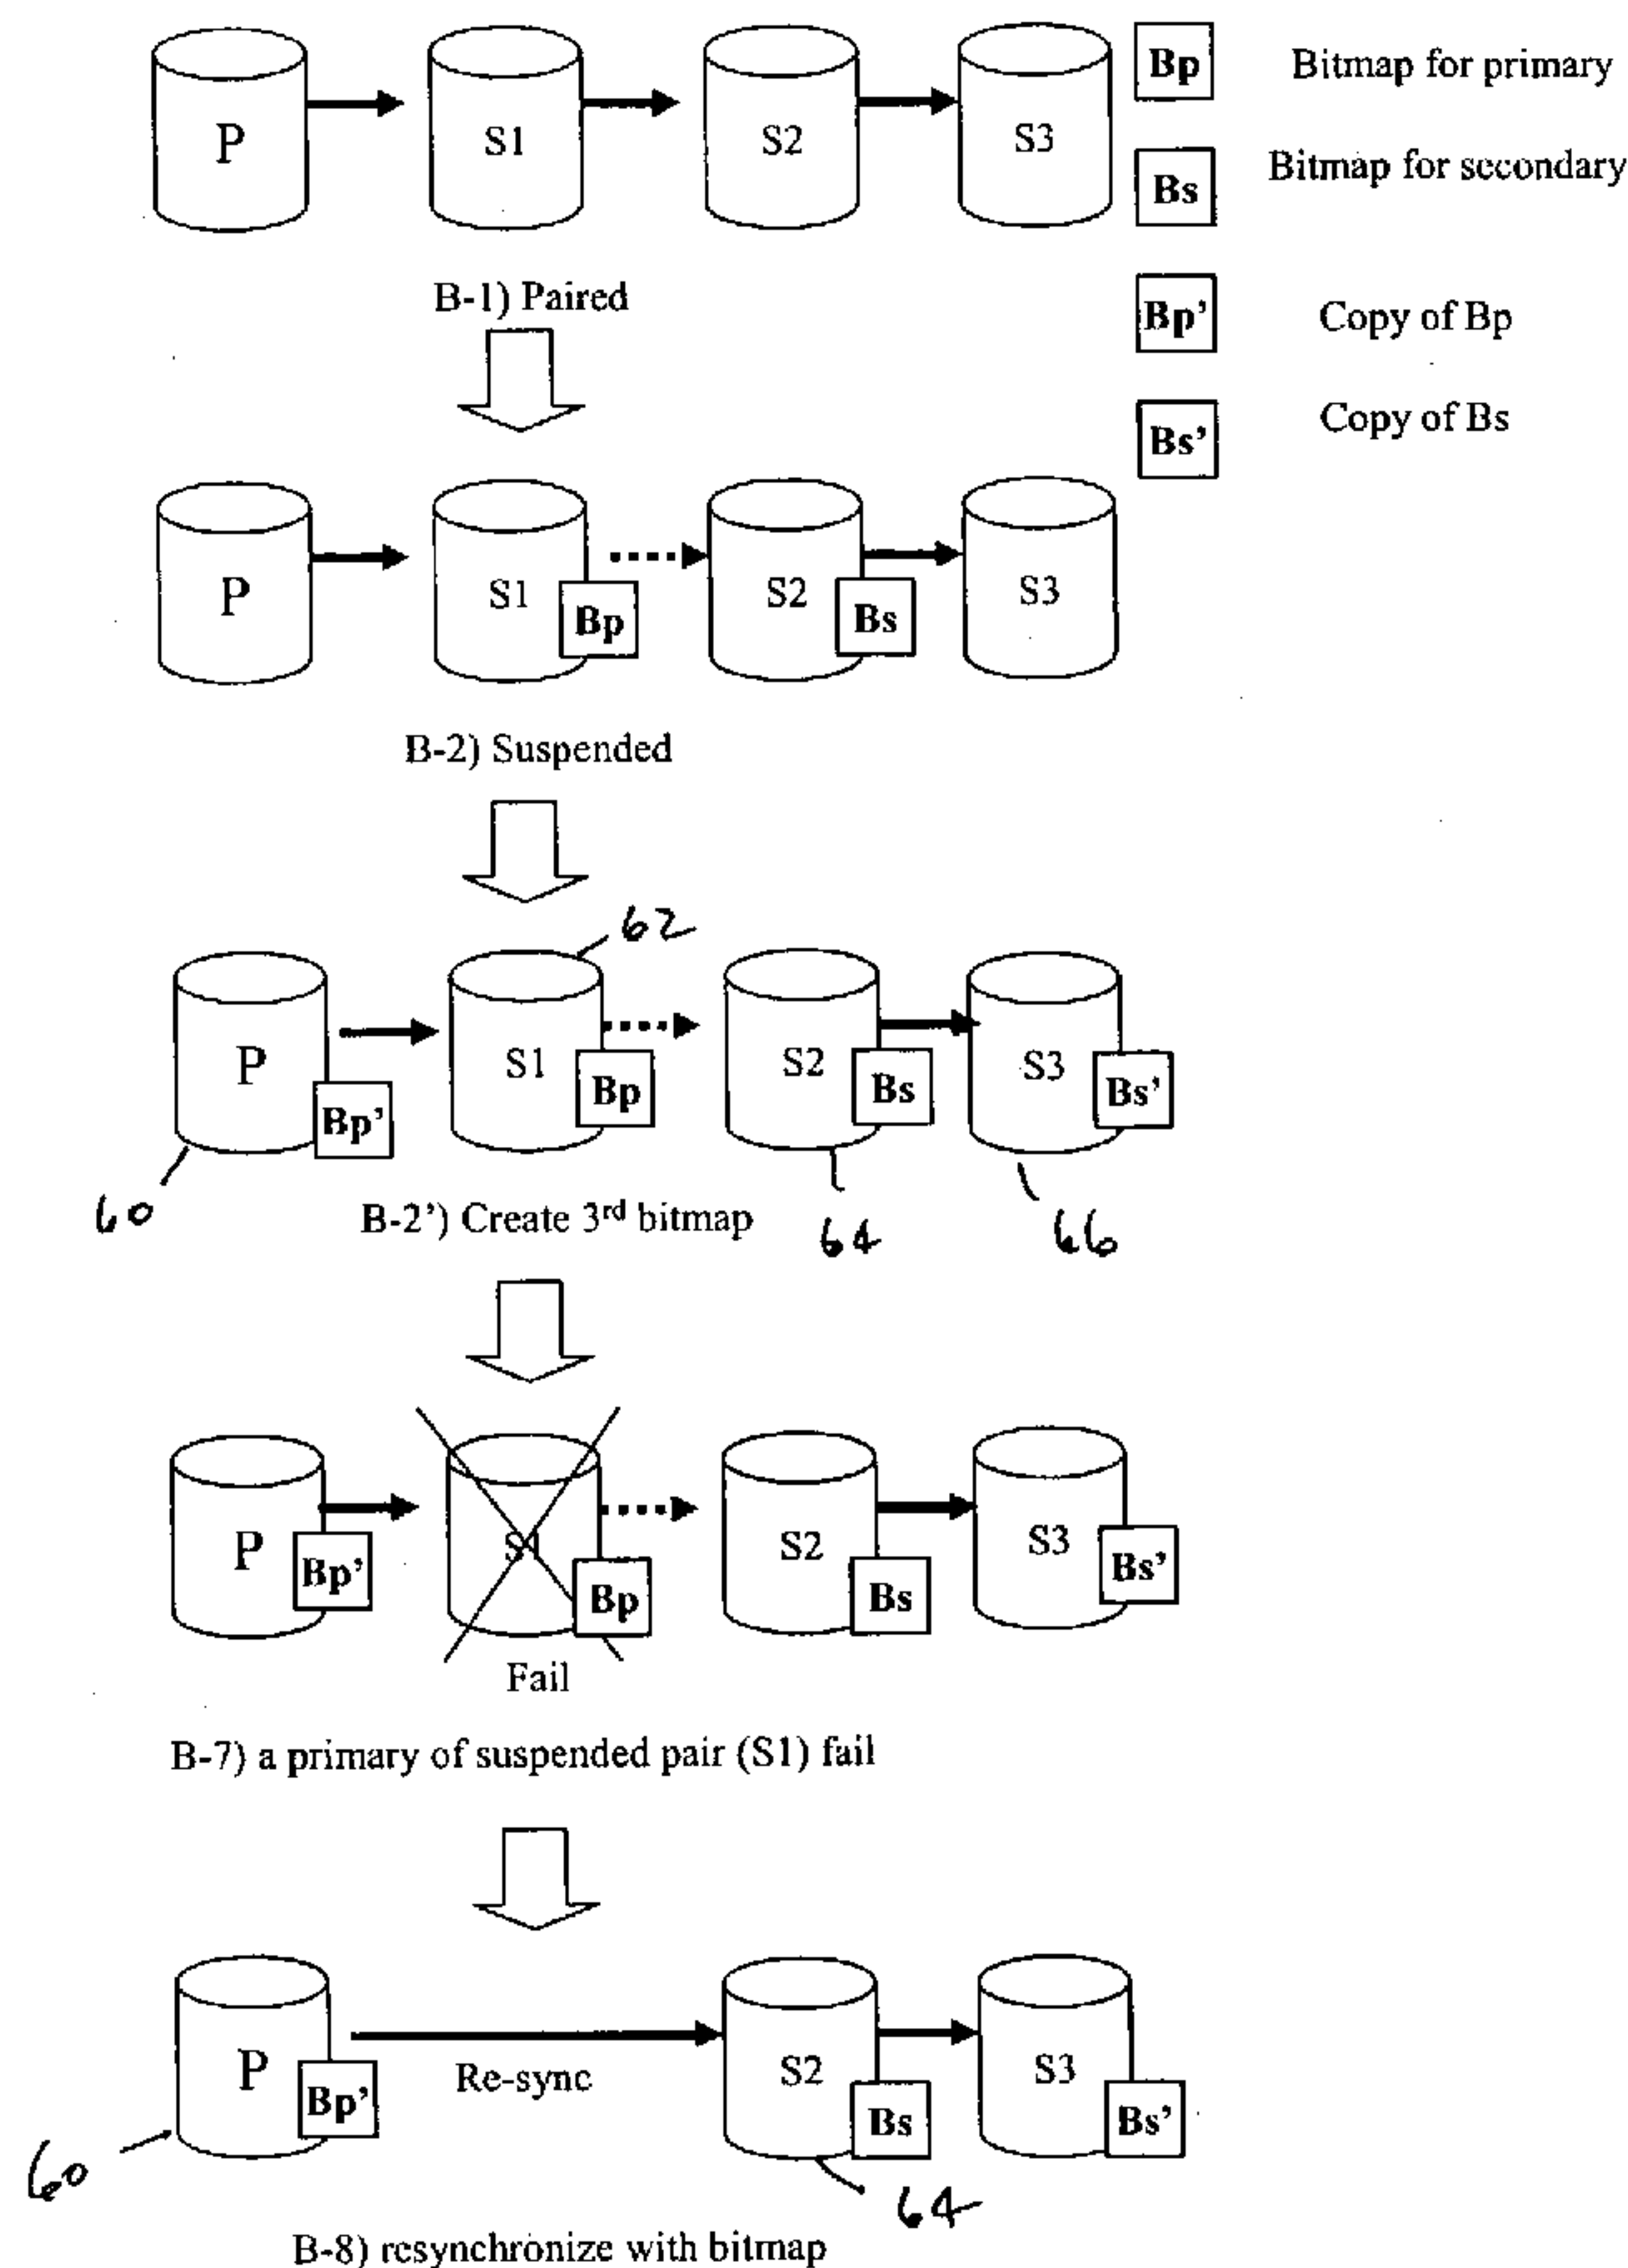 P
S1
S2
S3
Bp
Bitmap for primary
Bs
Bitmap for secondary
Bp’
Copy of Bp
Bs’
Copy of Bs
B-1) Paired
P
S1
Bp
S2
Bs
S3
B-2) Suspended
62
P
Bp’
S1
Bp
S2
Bs
S3
Bs’
60
B-2’) Create 3rd bitmap
64
66
P
Bp’
S1
Bp
S2
Bs
S3
Bs’
Fail
B-7) a primary of suspended pair (S1) fail
P
Bp’
Re-sync
S2
Bs
S3
Bs’
60
64
B-8) resynchronize with bitmap